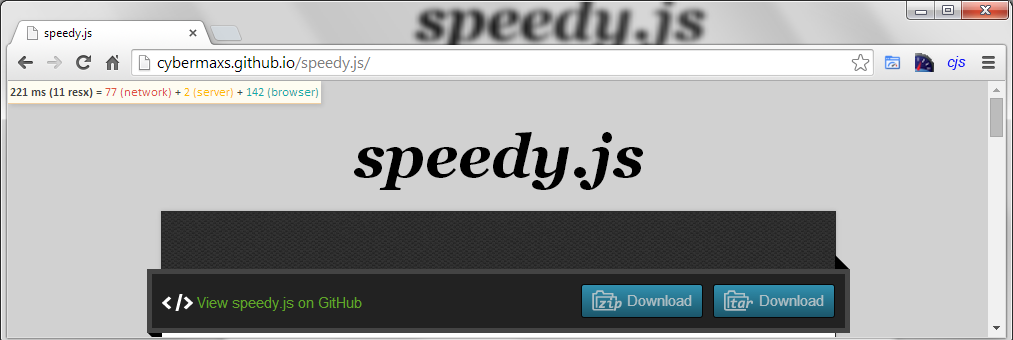 speedy.js
speedy.js
cybermaxs.github.io/speedy.js/
cjs
221 ms (11 resx) = 77 (network) + 2 (server) + 142 (browser)
speedy.js
View speedy.js on GitHub
zip Download
tar Download